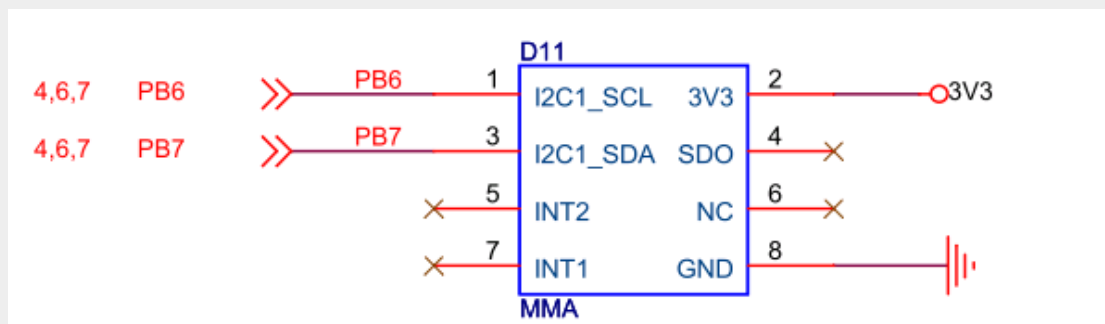 D11
4,6,7 PB6 PB6 1 I2C1_SCL 3V3 2 3V3
4,6,7 PB7 PB7 3 I2C1_SDA SDO 4
5 INT2 NC 6
7 INT1 GND 8
MMA